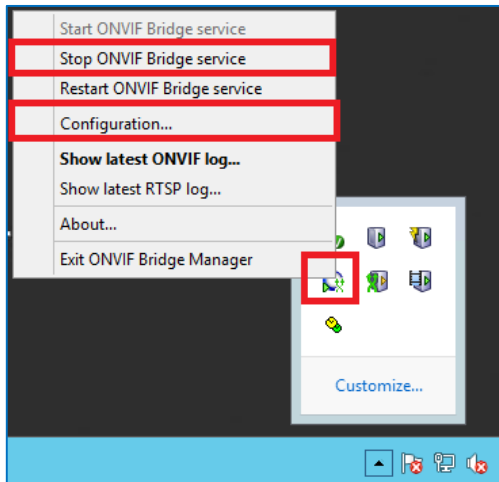 Start ONVIF Bridge service
Stop ONVIF Bridge service
Restart ONVIF Bridge service
Configuration...
Show latest ONVIF log...
Show latest RTSP log...
About...
Exit ONVIF Bridge Manager
Customize...